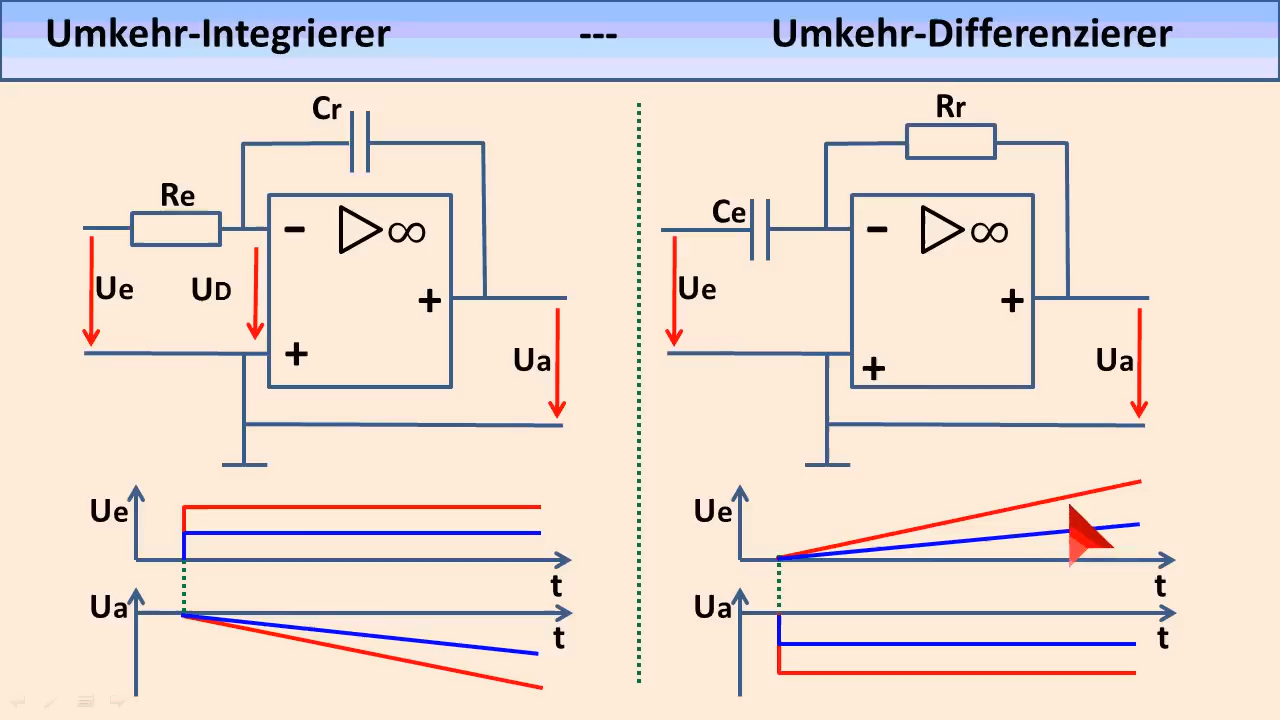 Umkehr-Integrierer --- Umkehr-Differenzierer
Cr
Re
- ∞
Ue
UD
+
+
Ua
Ue
t
Ua
t
Rr
Ce
- ∞
Ue
+
+
Ua
Ue
t
Ua
t